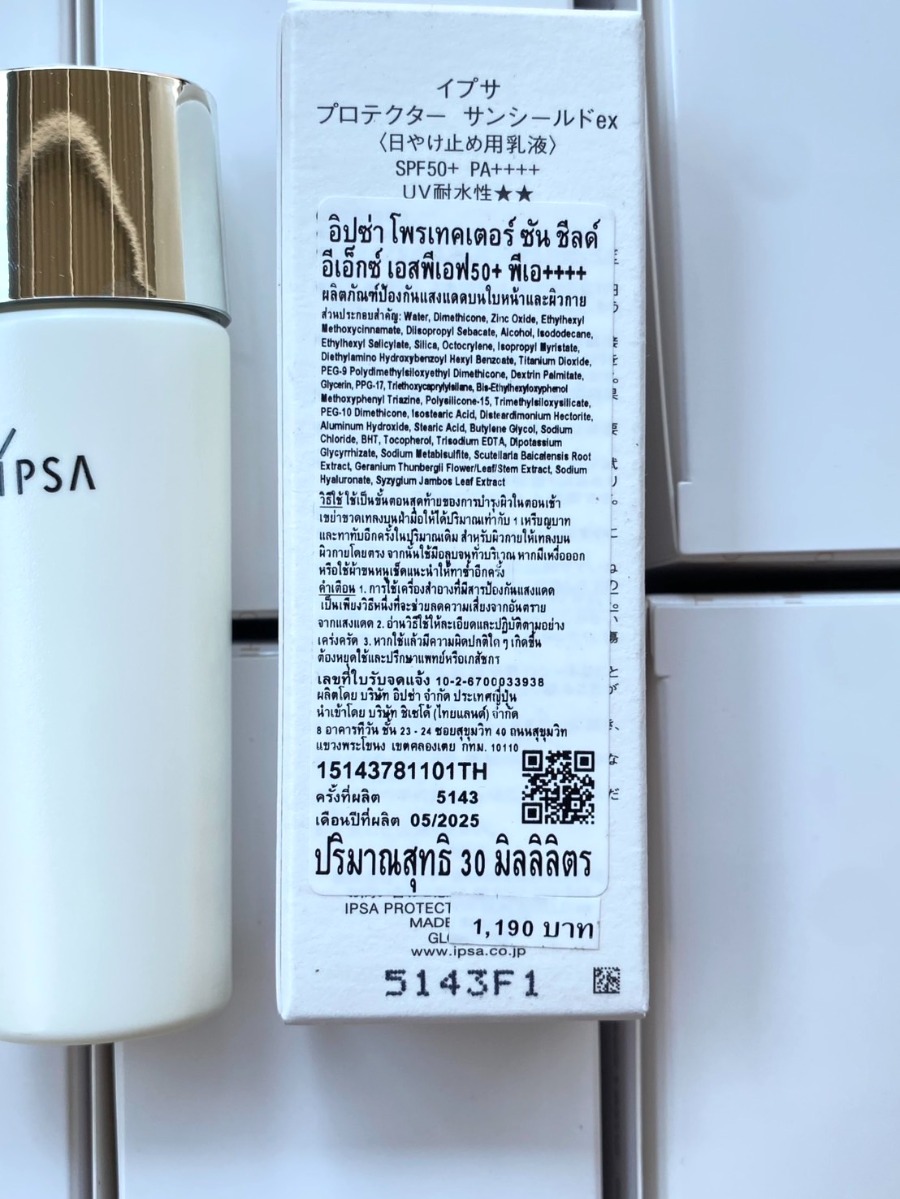 IPSA
イプサ
プロテクター サンシールドex
〈日やけ止め用乳液〉
SPF50+ PA++++
UV耐水性★★
อิปซ่า โพรเทคเตอร์ ซัน ชีลด์
อีเอ็กซ์ เอสพีเอฟ50+ พีเอ++++
ผลิตภัณฑ์ป้องกันแสงแดดบนใบหน้าและผิวกาย
ส่วนประกอบสำคัญ: Water, Dimethicone, Zinc Oxide, Ethylhexyl
Methoxycinnamate, Diisopropyl Sebacate, Alcohol, Isododecane,
Ethylhexyl Salicylate, Silica, Octocrylene, Isopropyl Myristate,
Diethylamino Hydroxybenzoyl Hexyl Benzoate, Titanium Dioxide,
PEG-9 Polydimethylsiloxyethyl Dimethicone, Dextrin Palmitate,
Glycerin, PPG-17, Triethoxycaprylylsilane, Bis-Ethylhexyloxyphenol
Methoxyphenyl Triazine, Polysilicone-15, Trimethylsiloxysilicate,
PEG-10 Dimethicone, Isostearic Acid, Disteardimonium Hectorite,
Aluminum Hydroxide, Stearic Acid, Butylene Glycol, Sodium
Chloride, BHT, Tocopherol, Trisodium EDTA, Dipotassium
Glycyrrhizate, Sodium Metabisulfite, Scutellaria Baicalensis Root
Extract, Geranium Thunbergii Flower/Leaf/Stem Extract, Sodium
Hyaluronate, Syzygium Jambos Leaf Extract
วิธีใช้ ใช้เป็นขั้นตอนสุดท้ายของการบำรุงผิวในตอนเช้า
เขย่าขวดเทลงบนฝ่ามือให้ได้ปริมาณเท่ากับ 1 เหรียญบาท
และทาทับอีกครั้งในปริมาณเดิม สำหรับผิวกายให้เทลงบน
ผิวกายโดยตรง จากนั้นใช้มือลูบจนทั่วบริเวณ หากมีเหงื่อออก
หรือใช้ผ้าขนหนูเช็ดแนะนำให้ทาซ้ำอีกครั้ง
คำเตือน 1. การใช้เครื่องสำอางที่มีสารป้องกันแสงแดด
เป็นเพียงวิธีหนึ่งที่จะช่วยลดความเสี่ยงจากอันตราย
จากแสงแดด 2. อ่านวิธีใช้ให้ละเอียดและปฏิบัติตามอย่าง
เคร่งครัด 3. หากใช้แล้วมีความผิดปกติใด ๆ เกิดขึ้น
ต้องหยุดใช้และปรึกษาแพทย์หรือเภสัชกร
เลขที่ใบรับจดแจ้ง 10-2-6700033938
ผลิตโดย บริษัท อิปซ่า จำกัด ประเทศญี่ปุ่น
นำเข้าโดย บริษัท ชิเชโด้ (ไทยแลนด์) จำกัด
8 อาคารทีวัน ชั้น 23 - 24 ซอยสุขุมวิท 40 ถนนสุขุมวิท
แขวงพระโขนง เขตคลองเตย กทม. 10110
15143781101TH
ครั้งที่ผลิต 5143
เดือนปีที่ผลิต 05/2025
ปริมาณสุทธิ 30 มิลลิลิตร
IPSA PROTECT
MADE
1,190 บาท
www.ipsa.co.jp
5143F1